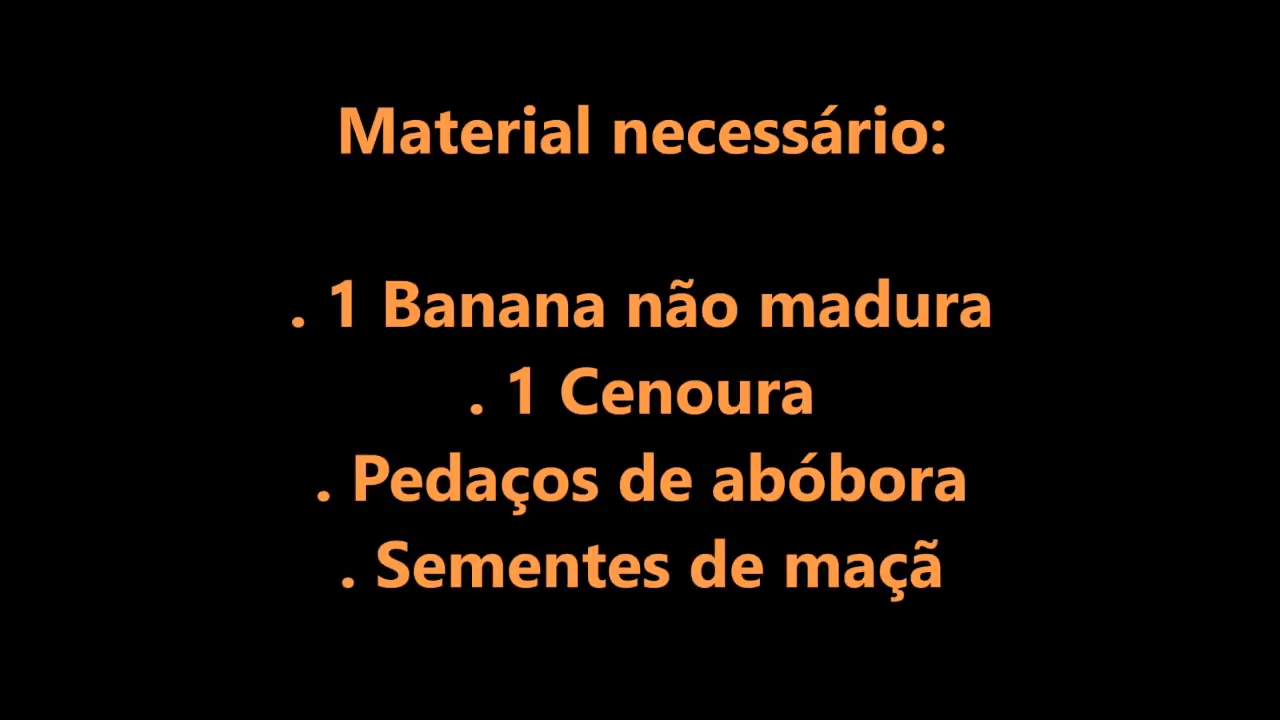 Material necessário:
. 1 Banana não madura
. 1 Cenoura
. Pedaços de abóbora
. Sementes de maçã